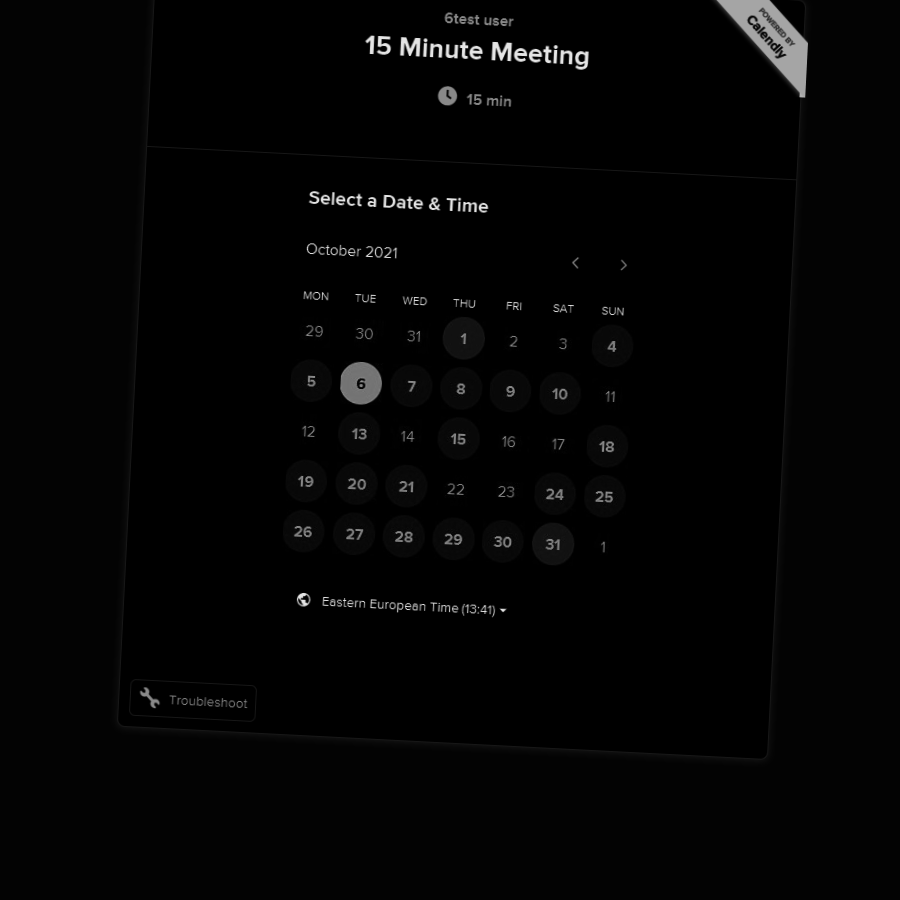 6test user
15 Minute Meeting
15 min
POWERED BY
Calendly
Select a Date & Time
October 2021
MON TUE WED THU FRI SAT SUN
29 30 31 1 2 3 4
5 6 7 8 9 10 11
12 13 14 15 16 17 18
19 20 21 22 23 24 25
26 27 28 29 30 31 1
Eastern European Time (13:41)
Troubleshoot